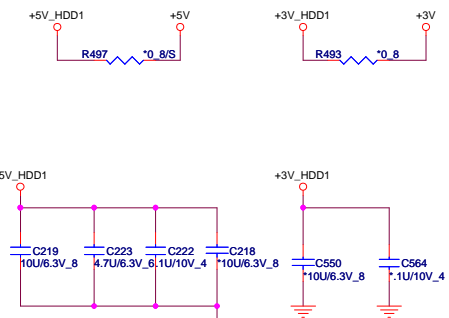 +5V_HDD1 +5V +3V_HDD1 +3V
R497 *0_8/S R493 *0_8
5V_HDD1 +3V_HDD1
C219 C223 C222 C218 C550 C564
10U/6.3V_8 4.7U/6.3V_6 .1U/10V_4 *10U/6.3V_8 *10U/6.3V_8 *.1U/10V_4